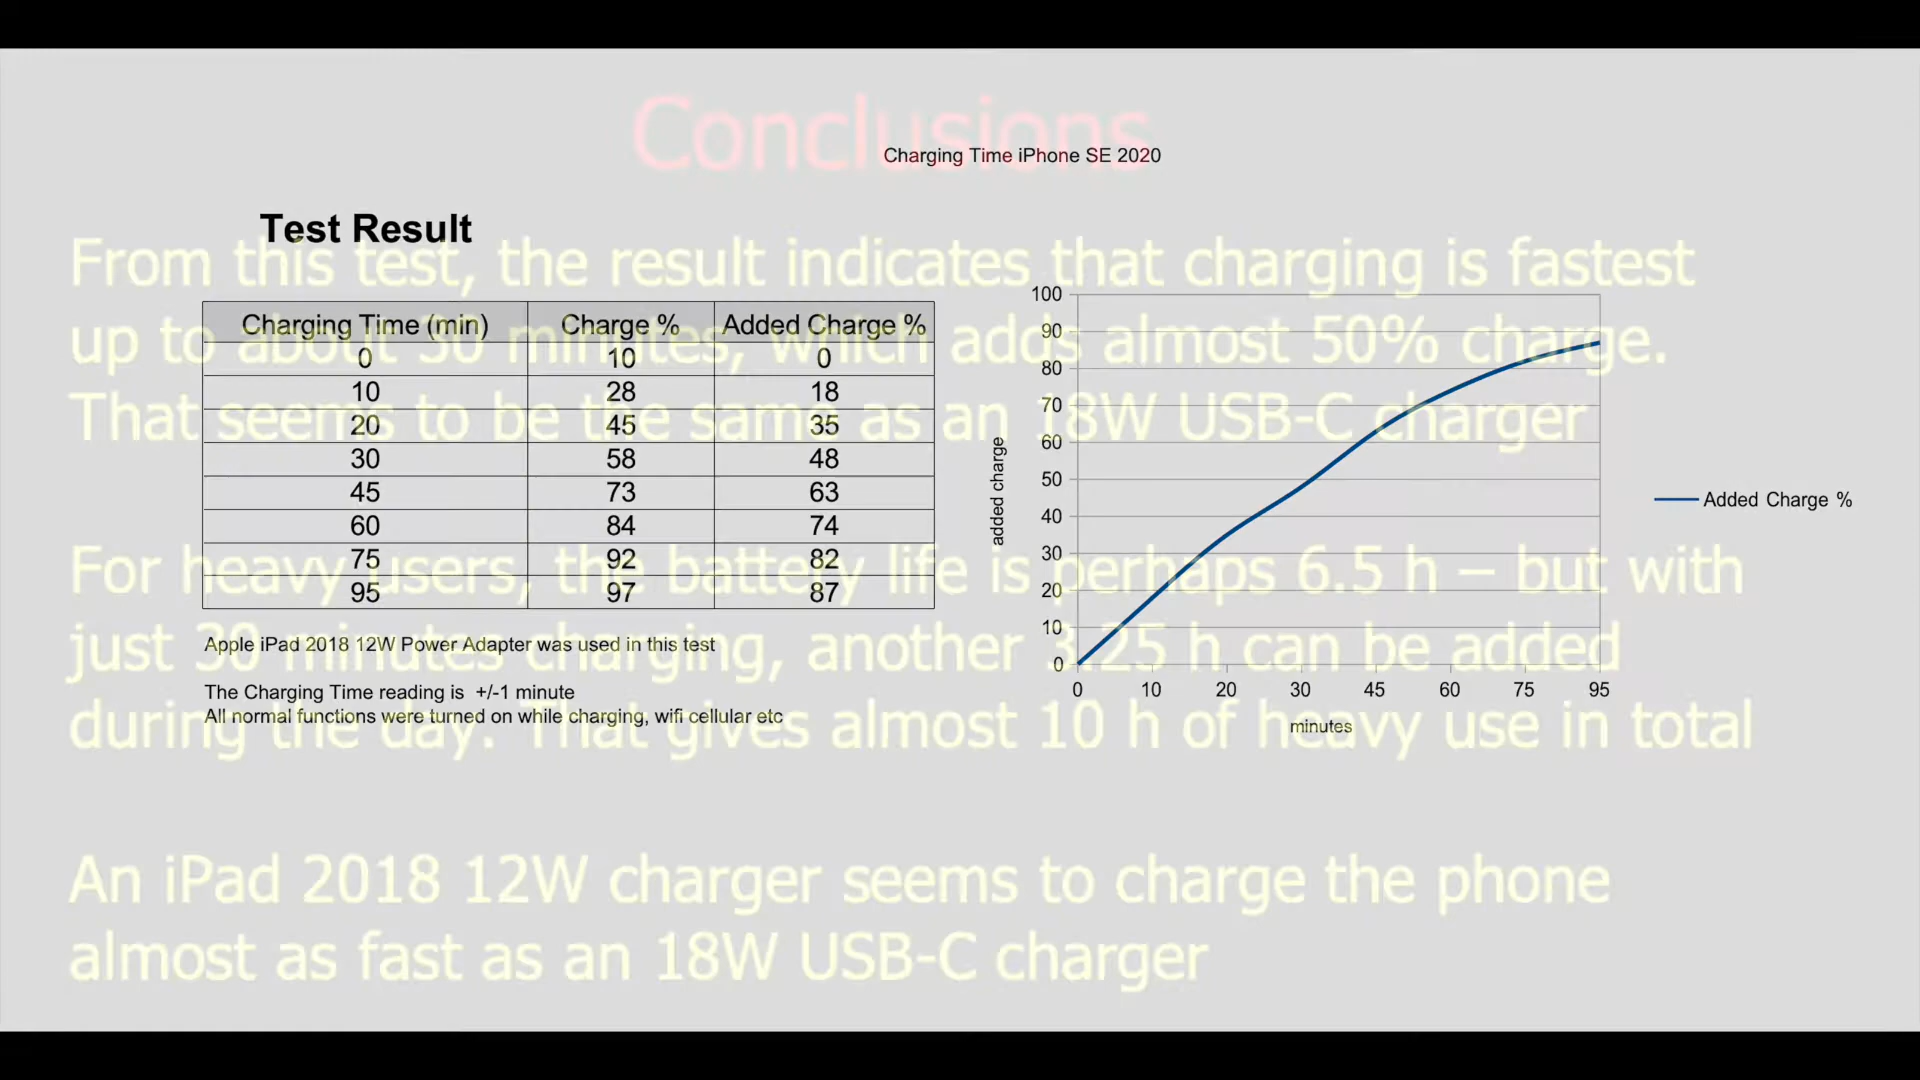 Conclusions
Charging Time iPhone SE 2020
Test Result
From this test, the result indicates that charging is fastest
up to about 30 minutes, which adds almost 50% charge.
That seems to be the same as an 18W USB-C charger
Charging Time (min) Charge % Added Charge %
0 10 0
10 28 18
20 45 35
30 58 48
45 73 63
60 84 74
75 92 82
95 97 87
Apple iPad 2018 12W Power Adapter was used in this test
The Charging Time reading is +/-1 minute
All normal functions were turned on while charging, wifi cellular etc
100
90
80
70
60
50
40
30
20
10
0
added charge
0 10 20 30 45 60 75 95
minutes
Added Charge %
For heavy users, the battery life is perhaps 6.5 h – but with
just 30 minutes charging, another 3.25 h can be added
during the day. That gives almost 10 h of heavy use in total
An iPad 2018 12W charger seems to charge the phone
almost as fast as an 18W USB-C charger